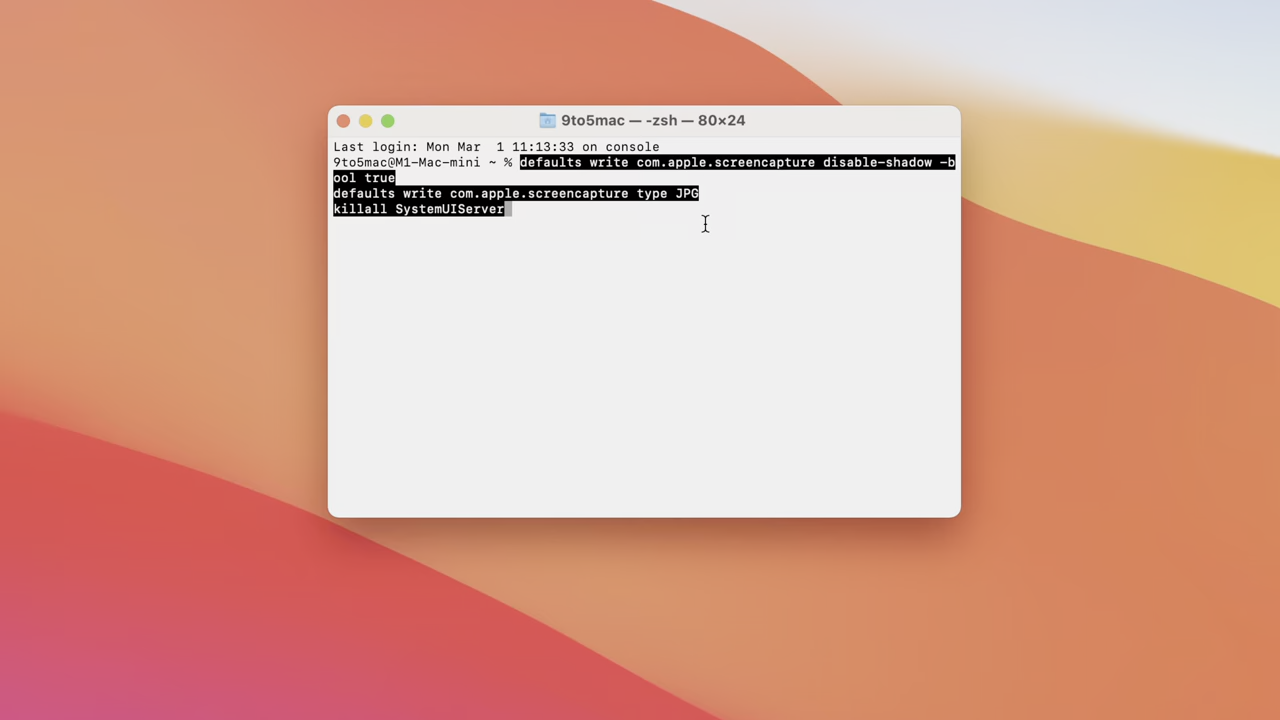 9to5mac — -zsh — 80×24
Last login: Mon Mar  1 11:13:33 on console
9to5mac@M1-Mac-mini ~ % defaults write com.apple.screencapture disable-shadow -b
ool true
defaults write com.apple.screencapture type JPG
killall SystemUIServer